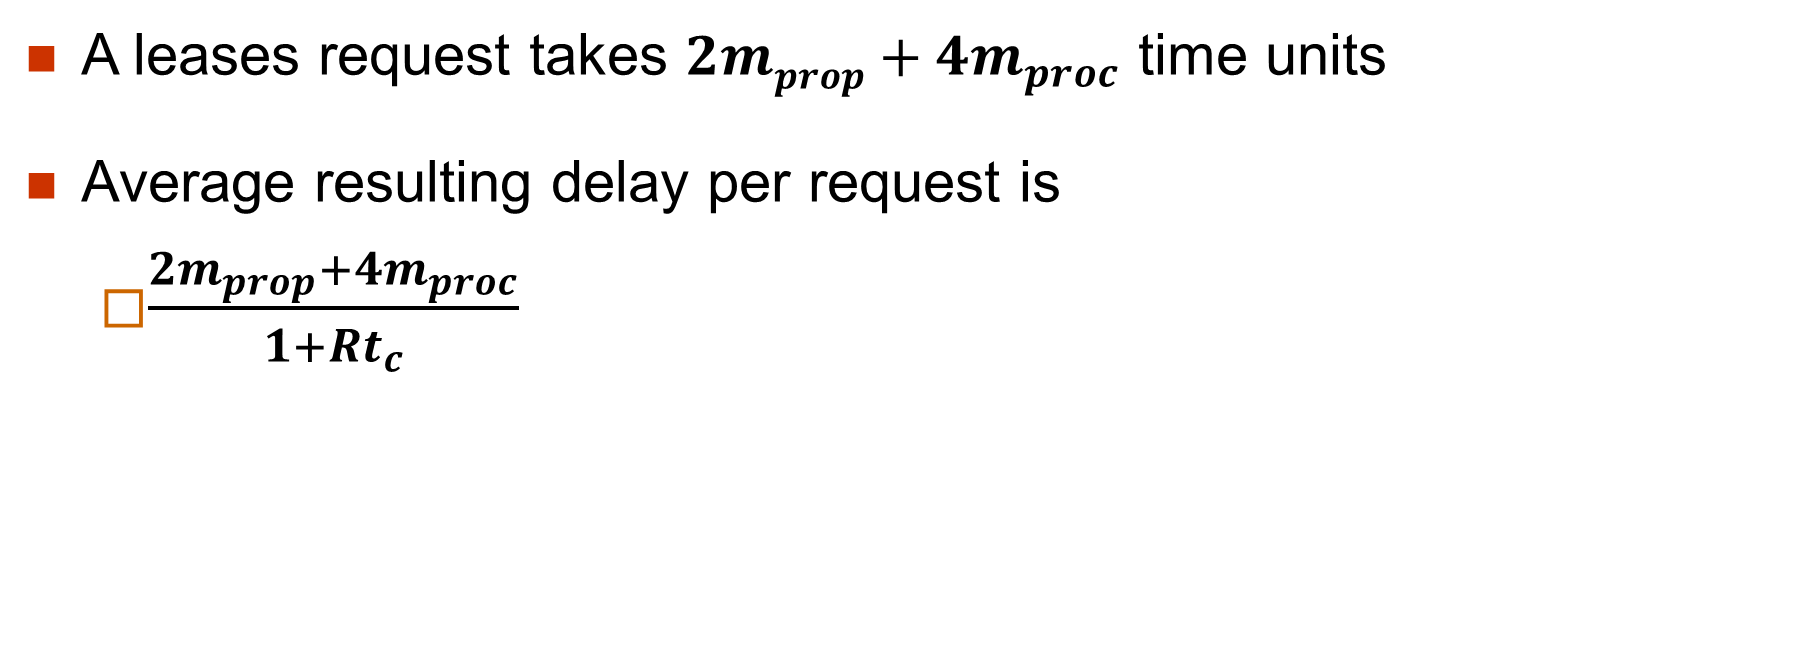 ■ A leases request takes 2m_prop + 4m_proc time units
■ Average resulting delay per request is
□ (2m_prop+4m_proc)/(1+Rt_c)